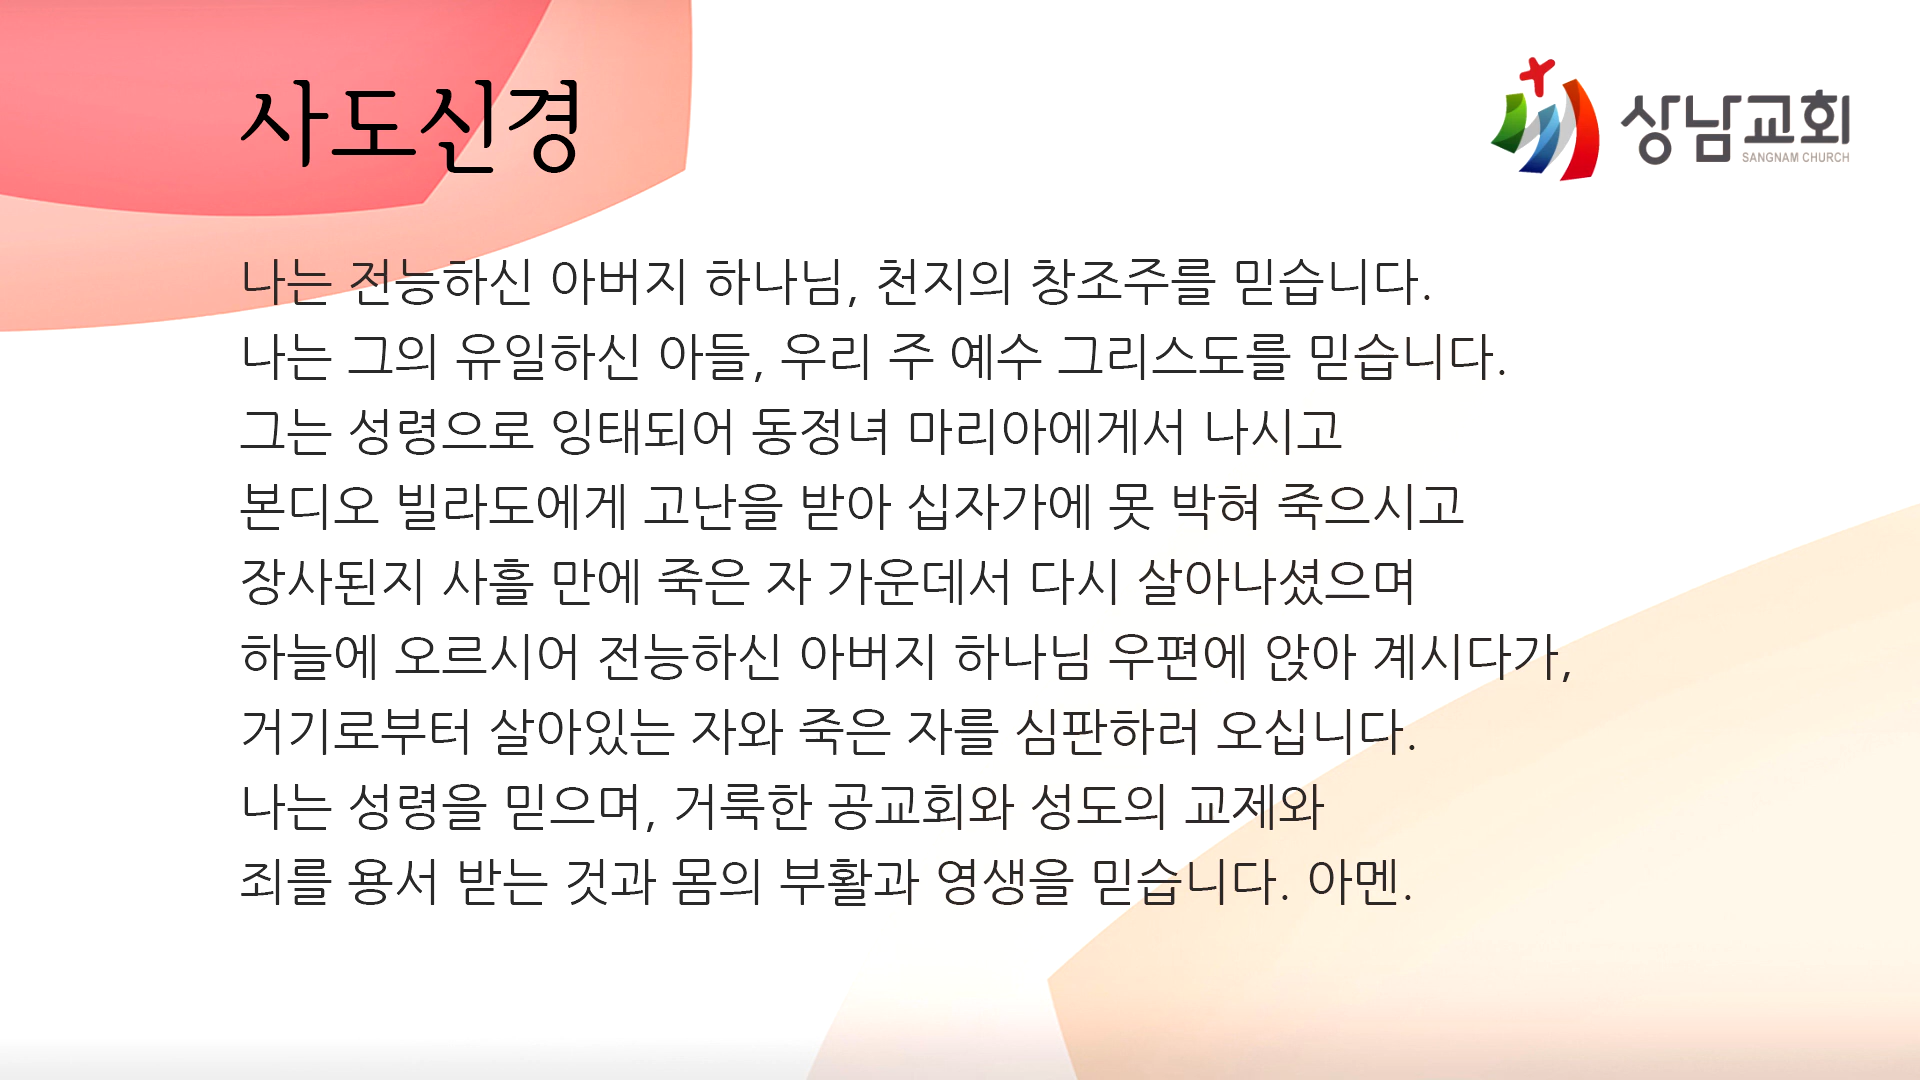 사도신경
상남교회
SANGNAM CHURCH
나는 전능하신 아버지 하나님, 천지의 창조주를 믿습니다.
나는 그의 유일하신 아들, 우리 주 예수 그리스도를 믿습니다.
그는 성령으로 잉태되어 동정녀 마리아에게서 나시고
본디오 빌라도에게 고난을 받아 십자가에 못 박혀 죽으시고
장사된지 사흘 만에 죽은 자 가운데서 다시 살아나셨으며
하늘에 오르시어 전능하신 아버지 하나님 우편에 앉아 계시다가,
거기로부터 살아있는 자와 죽은 자를 심판하러 오십니다.
나는 성령을 믿으며, 거룩한 공교회와 성도의 교제와
죄를 용서 받는 것과 몸의 부활과 영생을 믿습니다. 아멘.